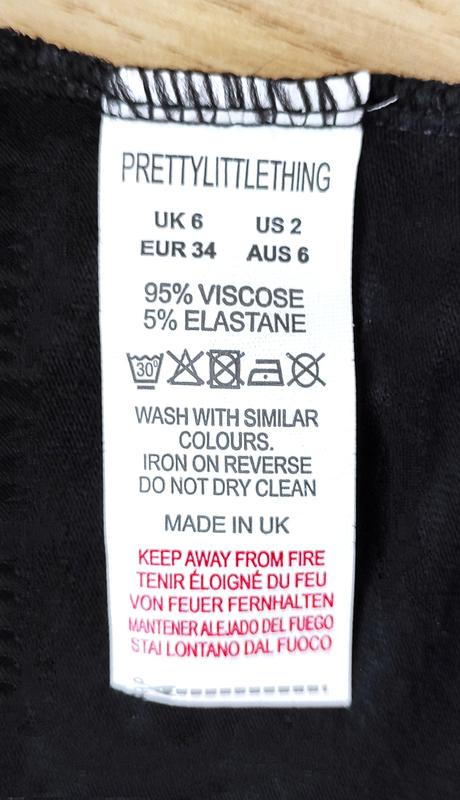 PRETTYLITTLETHING
UK 6 US 2
EUR 34 AUS 6
95% VISCOSE
5% ELASTANE
30°
WASH WITH SIMILAR
COLOURS.
IRON ON REVERSE
DO NOT DRY CLEAN
MADE IN UK
KEEP AWAY FROM FIRE
TENIR ÉLOIGNÉ DU FEU
VON FEUER FERNHALTEN
MANTENER ALEJADO DEL FUEGO
STAI LONTANO DAL FUOCO